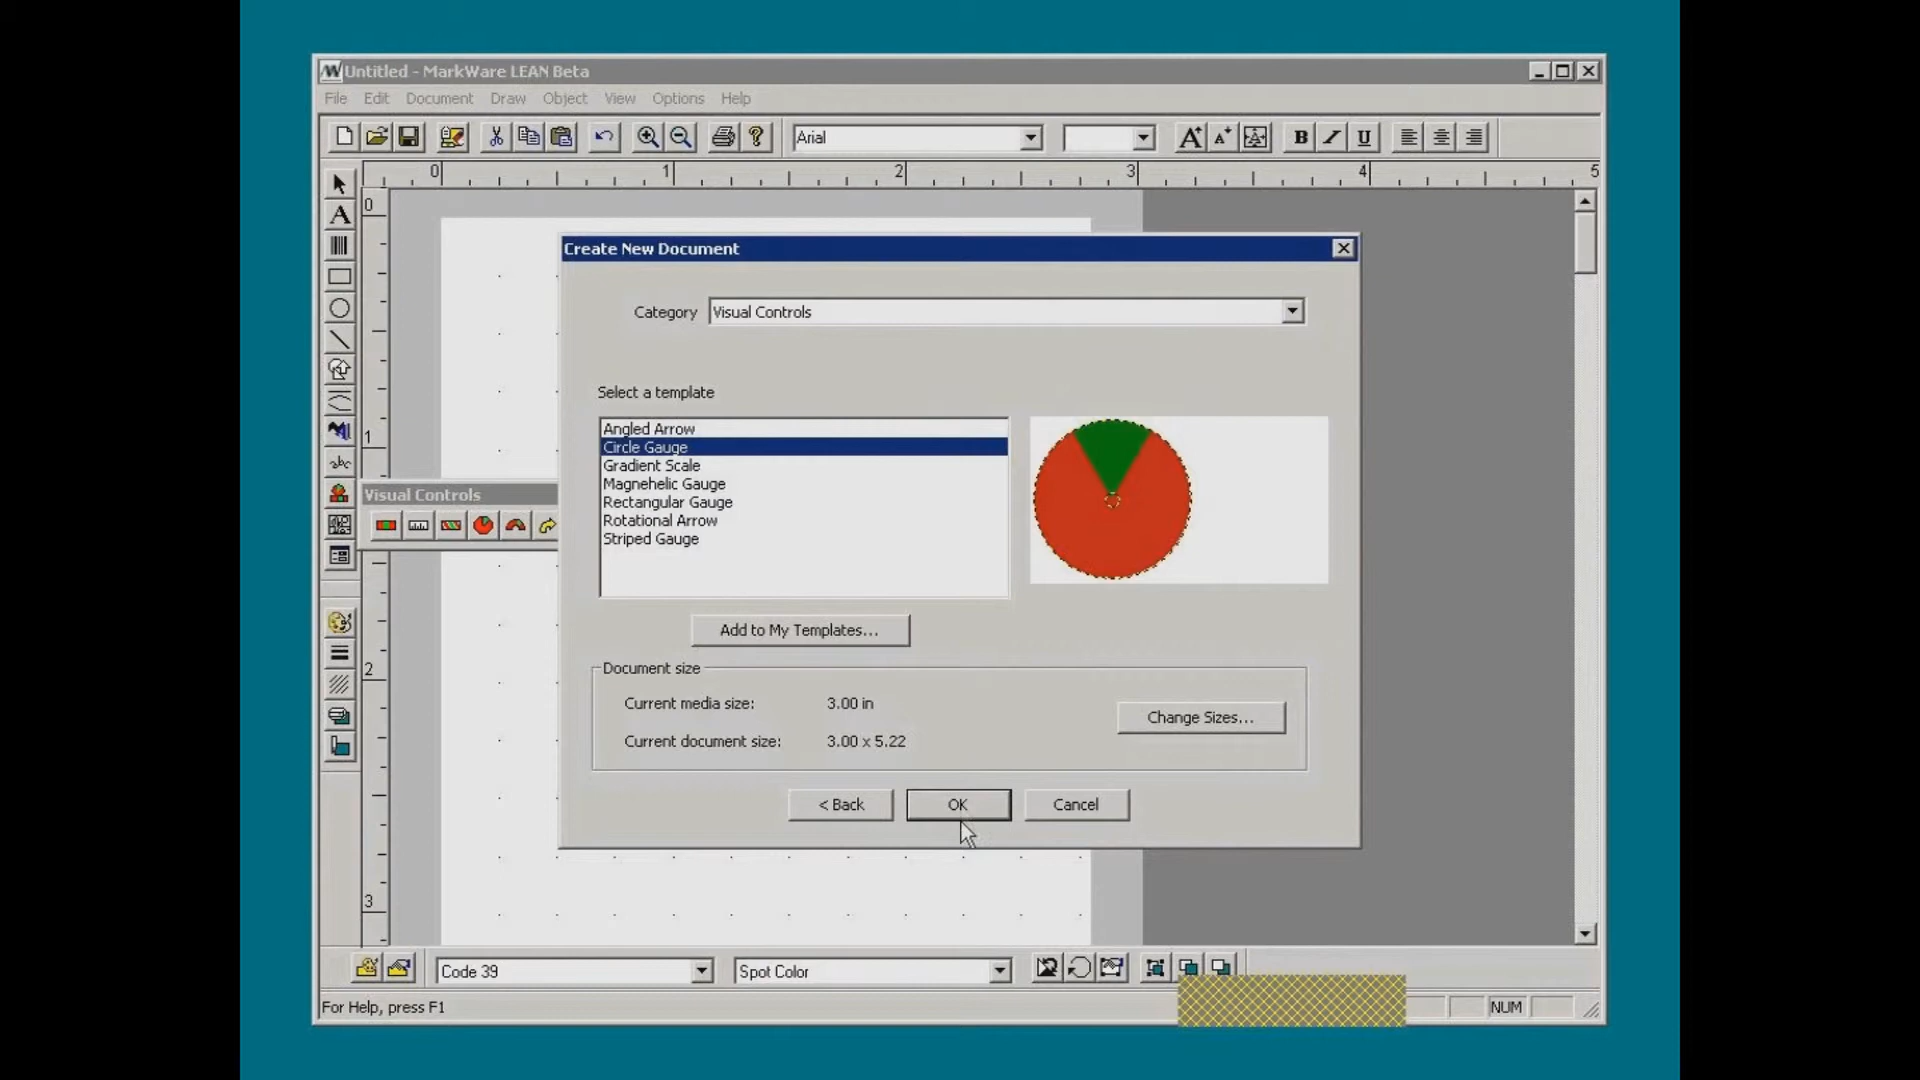 Untitled - MarkWare LEAN Beta
File Edit Document Draw Object View Options Help
Arial
A A A B I U
0 1 2 3 4 5
A
0
Create New Document
Category Visual Controls
Select a template
Angled Arrow
Circle Gauge
Gradient Scale
Magnehelic Gauge
Rectangular Gauge
Rotational Arrow
Striped Gauge
1
abc
Visual Controls
Add to My Templates...
Document size
2
Current media size: 3.00 in
Change Sizes...
Current document size: 3.00 x 5.22
< Back OK Cancel
3
Code 39 Spot Color
For Help, press F1 NUM